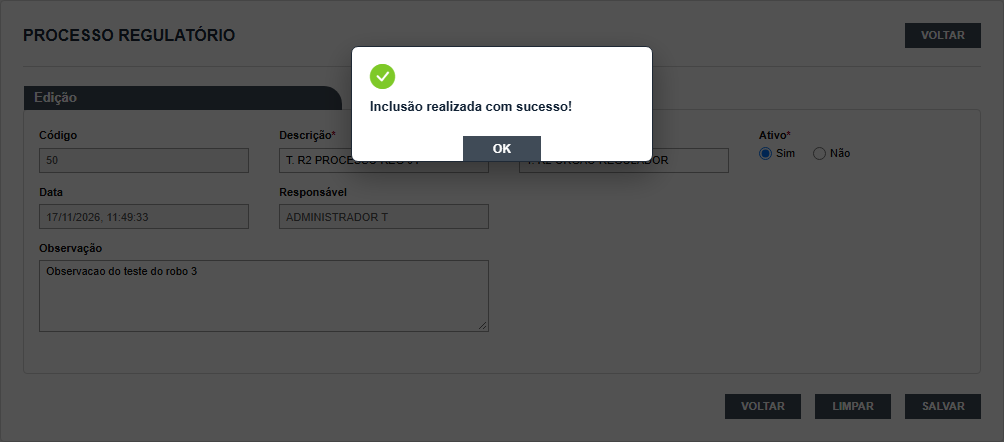 PROCESSO REGULATÓRIO
VOLTAR
Inclusão realizada com sucesso!
OK
Edição
Código
Descrição*
Ativo*
50
T. R2
Sim
Não
Data
Responsável
17/11/2026, 11:49:33
ADMINISTRADOR T
Observação
Observacao do teste do robo 3
VOLTAR
LIMPAR
SALVAR